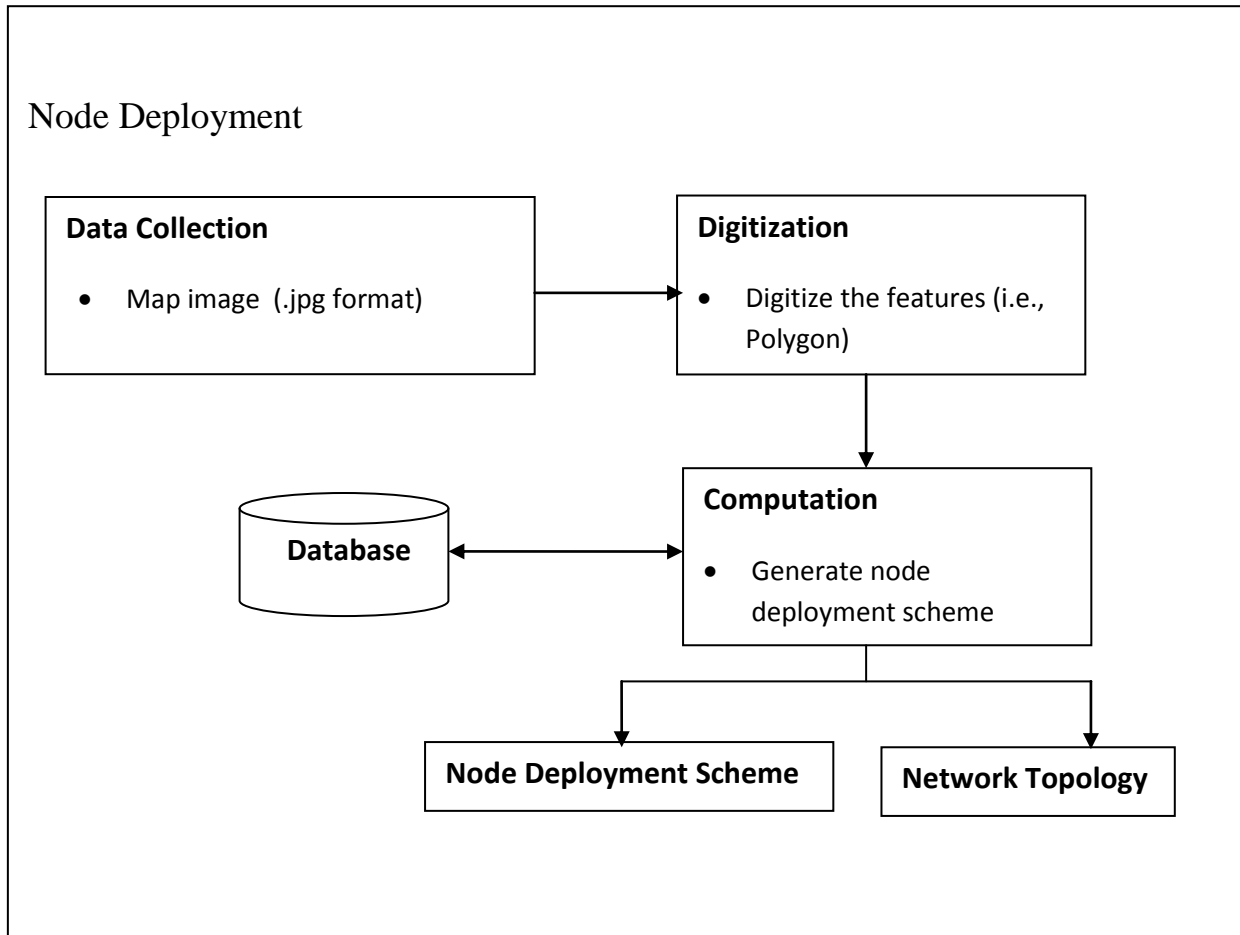 Node Deployment
Data Collection
• Map image (.jpg format)
Digitization
• Digitize the features (i.e.,
Polygon)
Database
Computation
• Generate node
deployment scheme
Node Deployment Scheme
Network Topology